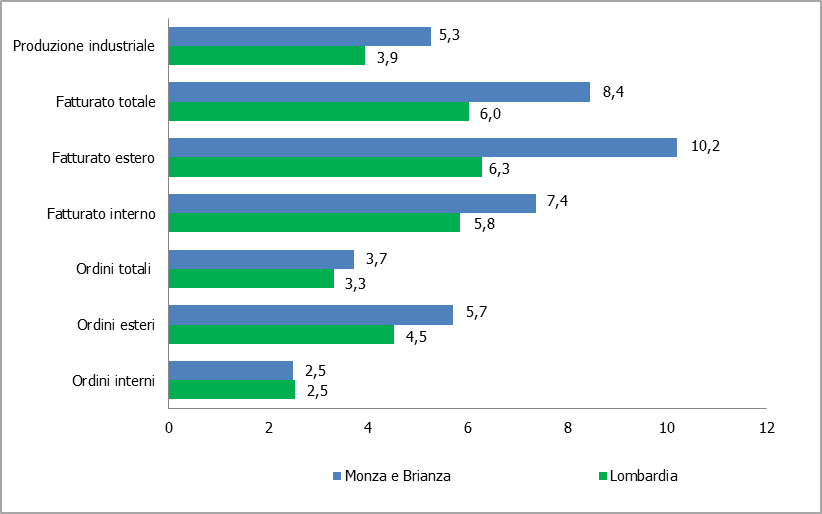 Produzione industriale
5,3
3,9
Fatturato totale
8,4
6,0
Fatturato estero
10,2
6,3
Fatturato interno
7,4
5,8
Ordini totali
3,7
3,3
Ordini esteri
5,7
4,5
Ordini interni
2,5
2,5
0 2 4 6 8 10 12
Monza e Brianza Lombardia